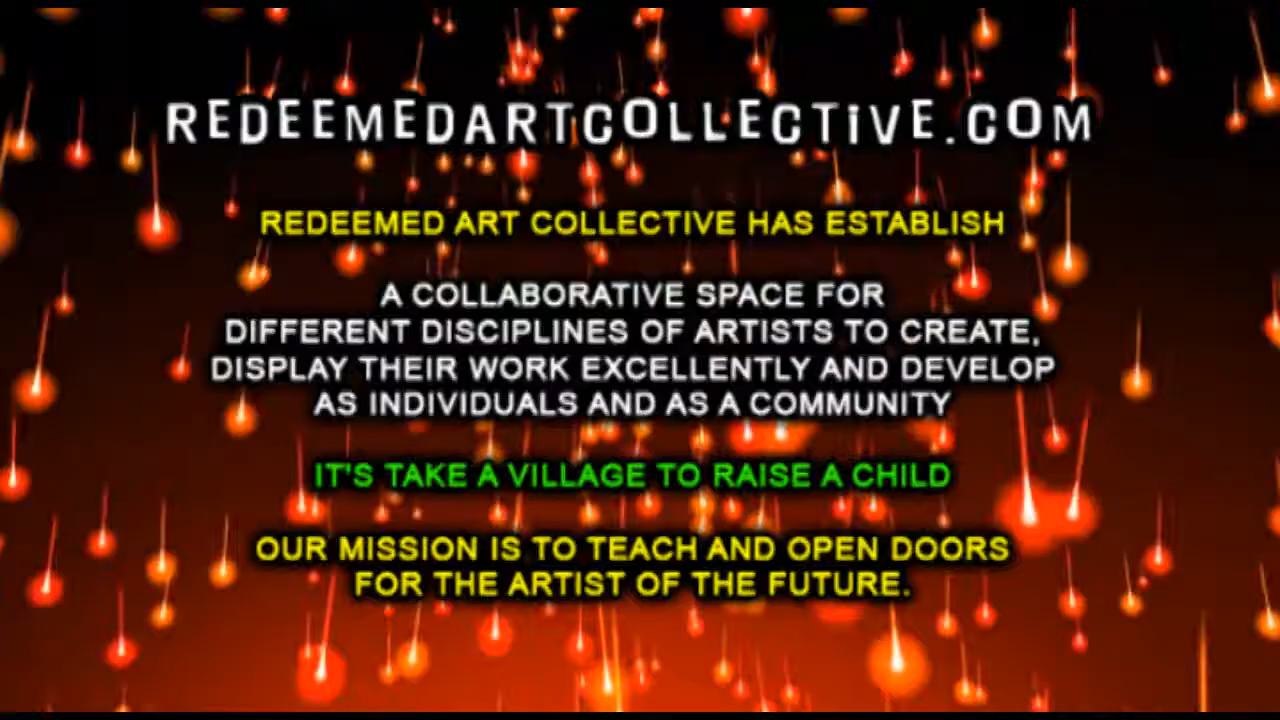 REDEEMEDARTCOLLECTIVE.COM
REDEEMED ART COLLECTIVE HAS ESTABLISH
A COLLABORATIVE SPACE FOR
DIFFERENT DISCIPLINES OF ARTISTS TO CREATE,
DISPLAY THEIR WORK EXCELLENTLY AND DEVELOP
AS INDIVIDUALS AND AS A COMMUNITY
IT'S TAKE A VILLAGE TO RAISE A CHILD
OUR MISSION IS TO TEACH AND OPEN DOORS
FOR THE ARTIST OF THE FUTURE.